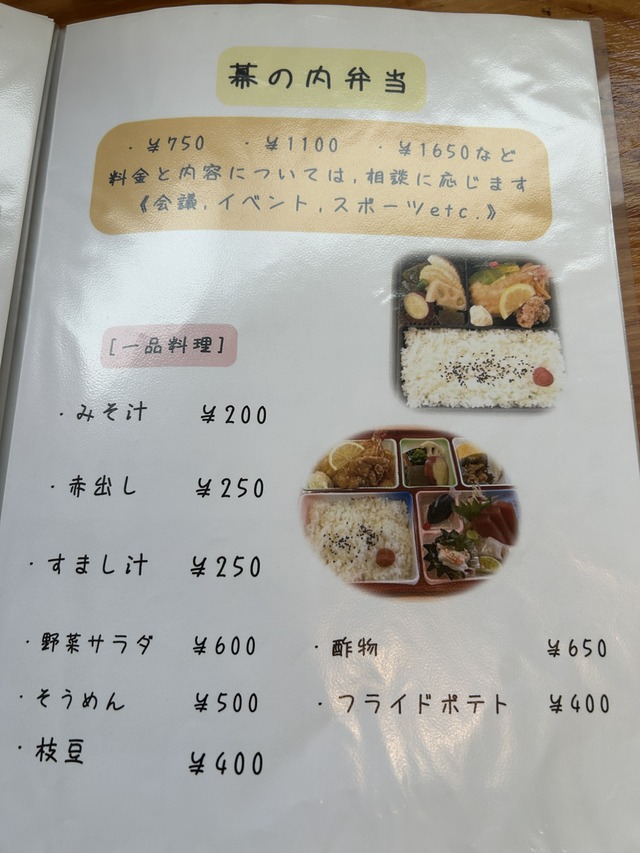 幕の内弁当
・¥750 ・¥1100 ・¥1650など
料金と内容については,相談に応じます
《会議,イベント,スポーツetc.》
[一品料理]
・みそ汁 ¥200
・赤出し ¥250
・すまし汁 ¥250
・野菜サラダ ¥600
・そうめん ¥500
・枝豆 ¥400
・酢物 ¥650
・フライドポテト ¥400